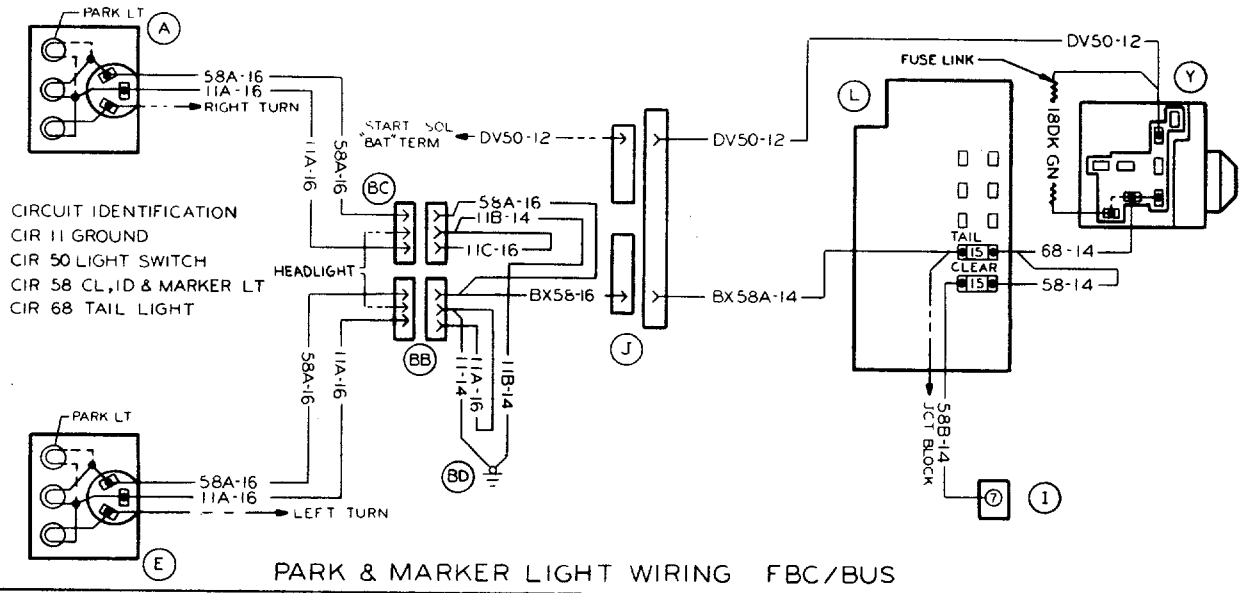 PARK LT
A
58A-16
11A-16
RIGHT TURN
11A-16
58A-16
START SOL
"BAT" TERM
DV50-12
DV50-12
DV50-12
FUSE LINK
18DK GN
Y
L
CIRCUIT IDENTIFICATION
CIR 11 GROUND
CIR 50 LIGHT SWITCH
CIR 58 CL, ID & MARKER LT
CIR 68 TAIL LIGHT
BC
58A-16
11B-14
11C-16
HEADLIGHT
BX58-16
BX58A-14
TAIL
15
68-14
CLEAR
15
58-14
J
BB
58A-16
11A-16
11-14
11A-16
11B-14
BD
JCT BLOCK
58B-14
7
I
PARK LT
58A-16
11A-16
LEFT TURN
E
PARK & MARKER LIGHT WIRING FBC/BUS